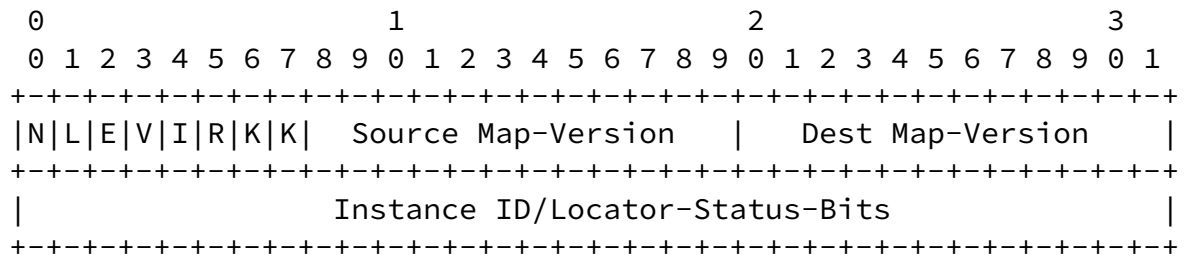 0                   1                   2                   3
 0 1 2 3 4 5 6 7 8 9 0 1 2 3 4 5 6 7 8 9 0 1 2 3 4 5 6 7 8 9 0 1
+-+-+-+-+-+-+-+-+-+-+-+-+-+-+-+-+-+-+-+-+-+-+-+-+-+-+-+-+-+-+-+-+
|N|L|E|V|I|R|K|K|  Source Map-Version   |   Dest Map-Version    |
+-+-+-+-+-+-+-+-+-+-+-+-+-+-+-+-+-+-+-+-+-+-+-+-+-+-+-+-+-+-+-+-+
|                 Instance ID/Locator-Status-Bits               |
+-+-+-+-+-+-+-+-+-+-+-+-+-+-+-+-+-+-+-+-+-+-+-+-+-+-+-+-+-+-+-+-+